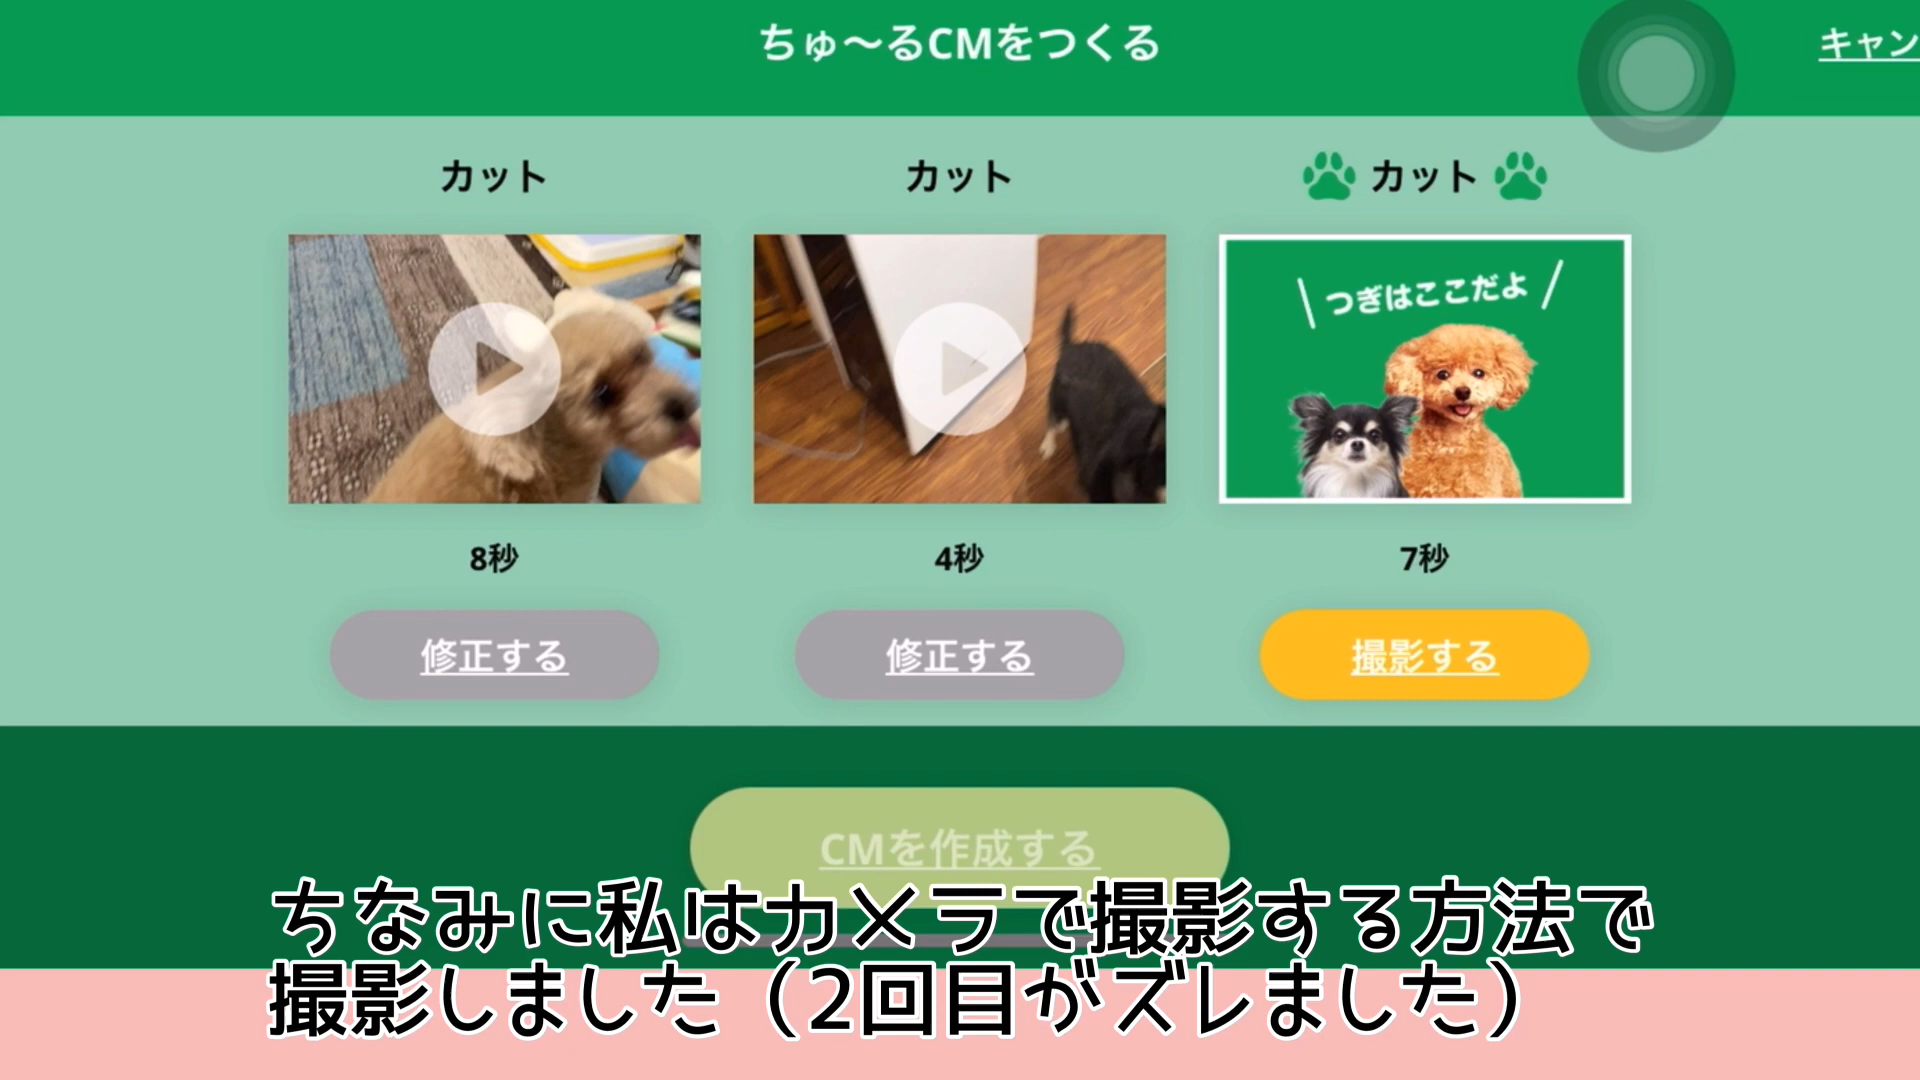 ちゅ〜るCMをつくる
キャン
カット
カット
カット
つぎはここだよ
8秒
4秒
7秒
修正する
修正する
撮影する
CMを作成する
ちなみに私はカメラで撮影する方法で
撮影しました（2回目がズレました）